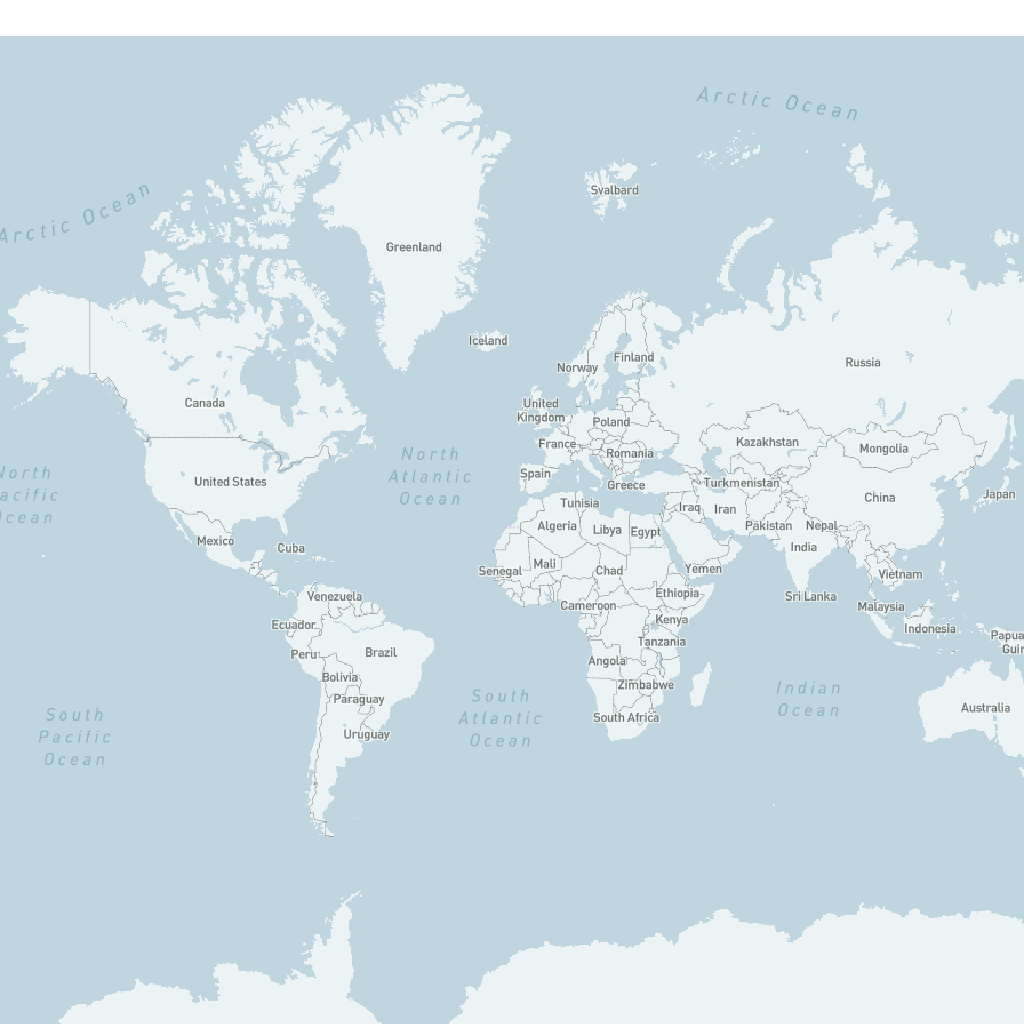 Arctic Ocean
Arctic Ocean
Svalbard
Greenland
Iceland
Norway
Finland
Russia
Canada
United
Kingdom
Poland
France
Romania
Kazakhstan
Mongolia
North
Atlantic
Ocean
North
acific
Ocean
United States
Spain
Greece
Turkmenistan
China
Japan
Tunisia
Iraq
Iran
Algeria
Libya
Egypt
Pakistan
Nepal
India
Mexico
Cuba
Mali
Senegal
Chad
Yemen
Vietnam
Venezuela
Cameroon
Ethiopia
Sri Lanka
Malaysia
Ecuador
Kenya
Indonesia
Peru
Brazil
Tanzania
Papua
Guin
Angola
Bolivia
Zimbabwe
Paraguay
South
Atlantic
Ocean
Indian
Ocean
Australia
South Africa
South
Pacific
Ocean
Uruguay